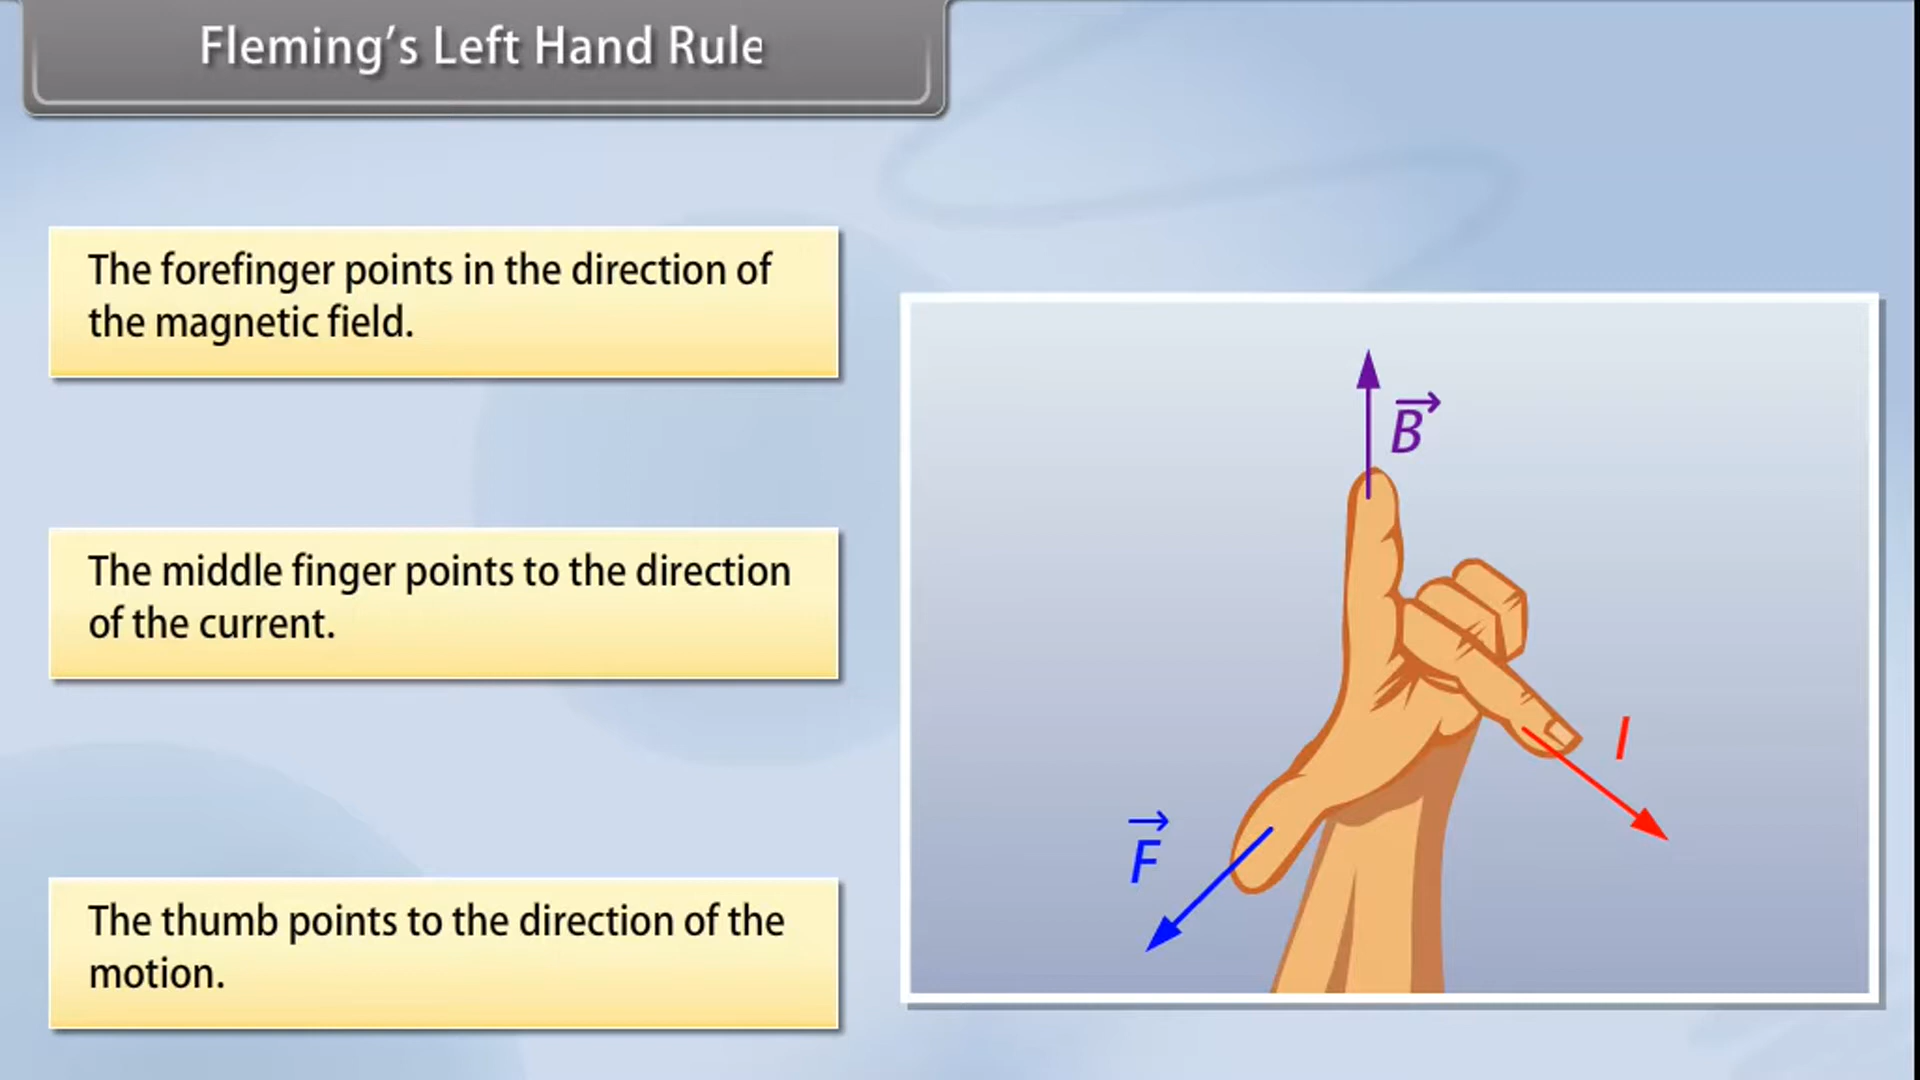 Fleming’s Left Hand Rule
The forefinger points in the direction of
the magnetic field.
The middle finger points to the direction
of the current.
The thumb points to the direction of the
motion.
B
I
F